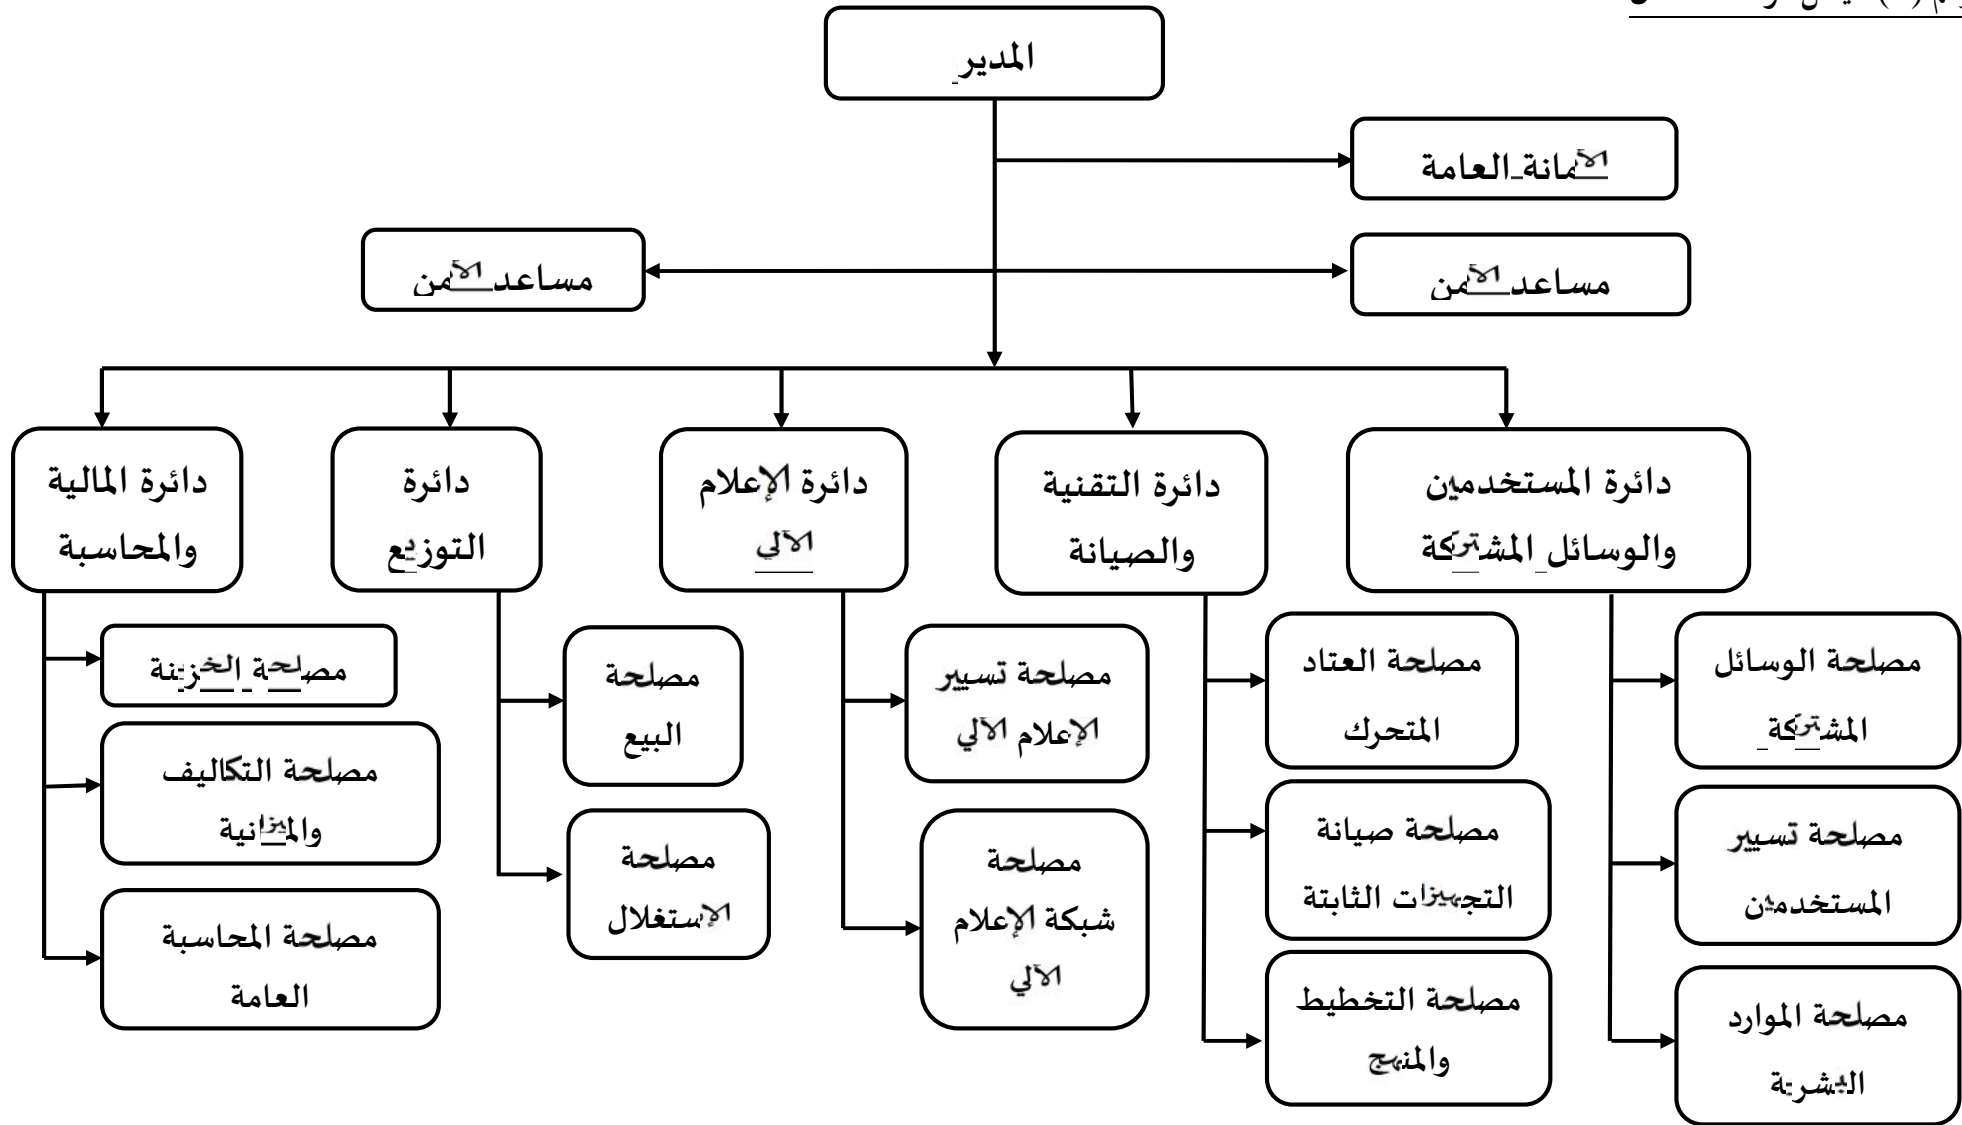 المدير
الأمانة العامة
مساعد الأمن
مساعد الأمن
دائرة المستخدمين
والوسائل المشتركة
دائرة التقنية
والصيانة
دائرة الإعلام
الآلي
دائرة
التوزيع
دائرة المالية
والمحاسبة
مصلحة الوسائل
المشتركة
مصلحة تسيير
المستخدمين
مصلحة الموارد
البشرية
مصلحة العتاد
المتحرك
مصلحة صيانة
التجهيزات الثابتة
مصلحة التخطيط
والمنهج
مصلحة تسيير
الإعلام الآلي
مصلحة
شبكة الإعلام
الآلي
مصلحة
البيع
مصلحة
الإستغلال
مصلحة الخزينة
مصلحة التكاليف
والميزانية
مصلحة المحاسبة
العامة